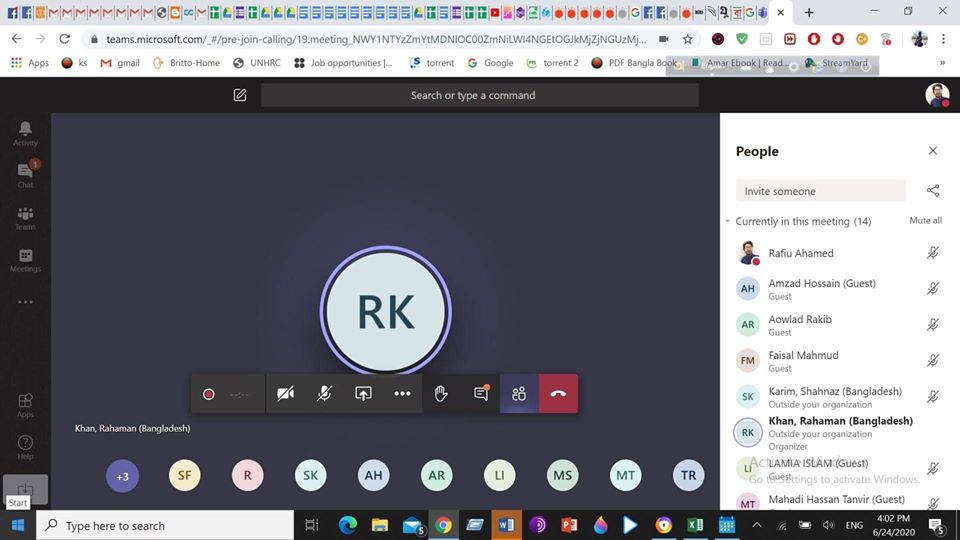 teams.microsoft.com/_#/pre-join-calling/19:meeting_NWY1NTYzZmYtMDNlOC00ZmNiLWI4NGEtOGJkMjZjNGUzMj...
Apps
ks
gmail
Britto-Home
UNHRC
Job opportunities |...
torrent
Google
torrent 2
PDF Bangla Book
Amar Ebook | Read...
StreamYard
»
Search or type a command
Activity
Chat
1
Teams
Meetings
Apps
Help
Start
RK
--:--
Khan, Rahaman (Bangladesh)
+3
SF
R
SK
AH
AR
LI
MS
MT
TR
People
Invite someone
Currently in this meeting (14)
Mute all
Rafiu Ahamed
AH
Amzad Hossain (Guest)
Guest
AR
Aowlad Rakib
Guest
FM
Faisal Mahmud
Guest
SK
Karim, Shahnaz (Bangladesh)
Outside your organization
RK
Khan, Rahaman (Bangladesh)
Outside your organization
Organizer
LI
LAMIA ISLAM (Guest)
Guest
MT
Mahadi Hassan Tanvir (Guest)
Activate Windows
Go to Settings to activate Windows.
Type here to search
5
ENG
4:02 PM
6/24/2020
5